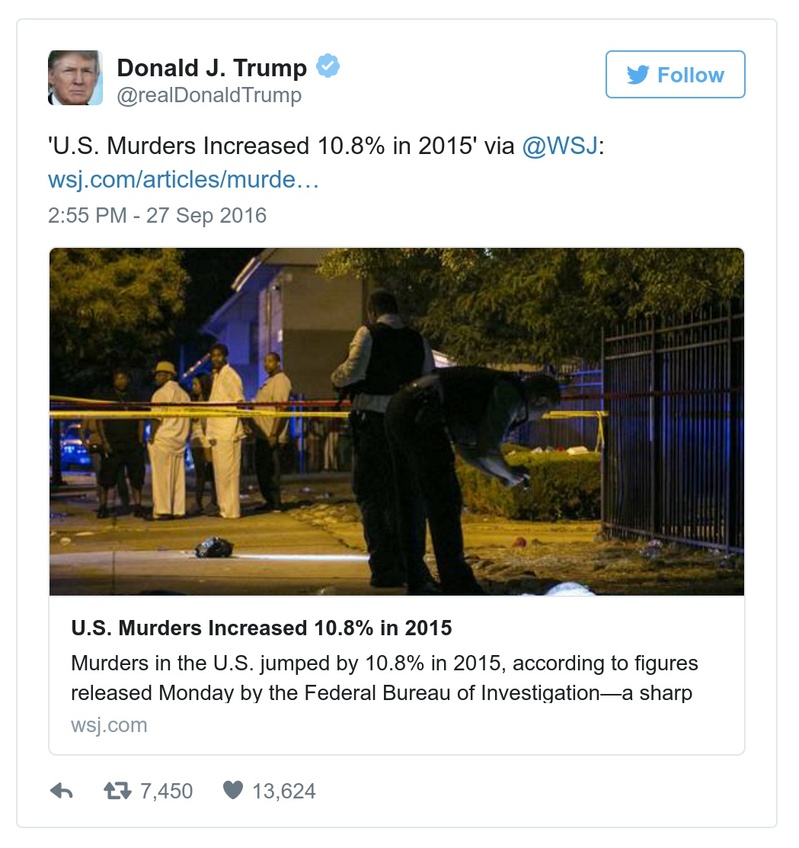 Donald J. Trump
@realDonaldTrump
Follow
'U.S. Murders Increased 10.8% in 2015' via @WSJ:
wsj.com/articles/murde…
2:55 PM - 27 Sep 2016
U.S. Murders Increased 10.8% in 2015
Murders in the U.S. jumped by 10.8% in 2015, according to figures
released Monday by the Federal Bureau of Investigation—a sharp
wsj.com
7,450
13,624